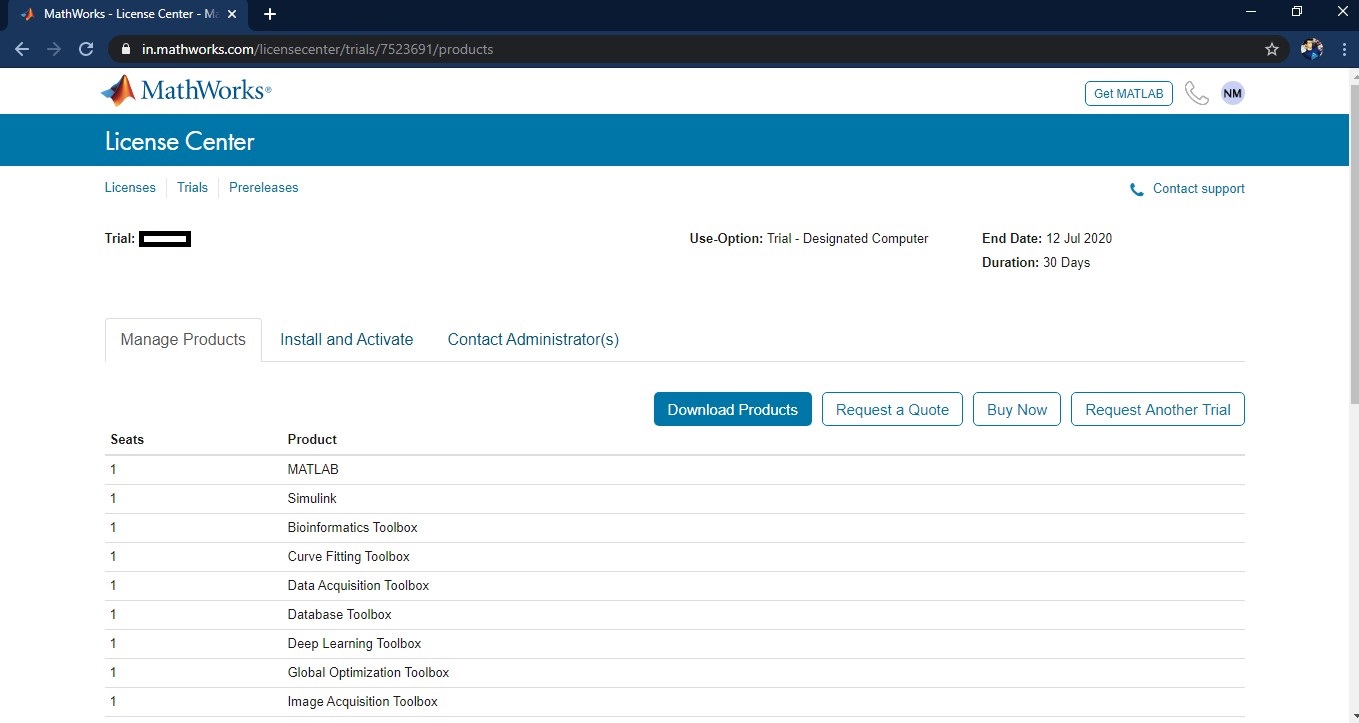 MathWorks - License Center - Ma
in.mathworks.com/licensecenter/trials/7523691/products
MathWorks®
Get MATLAB
NM
License Center
Licenses Trials Prereleases
Contact support
Trial:
Use-Option: Trial - Designated Computer
End Date: 12 Jul 2020
Duration: 30 Days
Manage Products Install and Activate Contact Administrator(s)
Download Products Request a Quote Buy Now Request Another Trial
Seats Product
1 MATLAB
1 Simulink
1 Bioinformatics Toolbox
1 Curve Fitting Toolbox
1 Data Acquisition Toolbox
1 Database Toolbox
1 Deep Learning Toolbox
1 Global Optimization Toolbox
1 Image Acquisition Toolbox